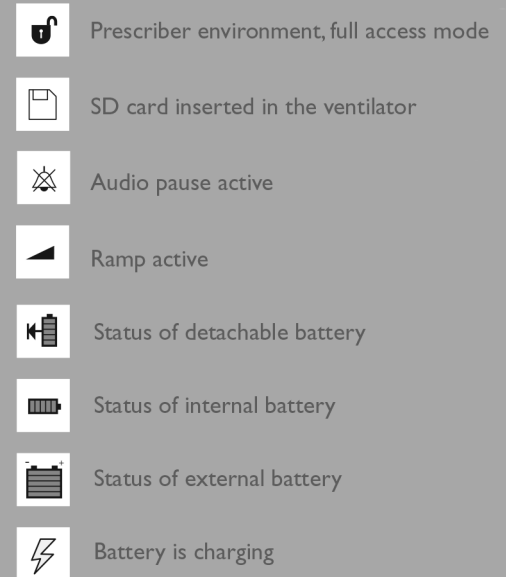 Prescriber environment, full access mode
SD card inserted in the ventilator
Audio pause active
Ramp active
Status of detachable battery
Status of internal battery
Status of external battery
Battery is charging